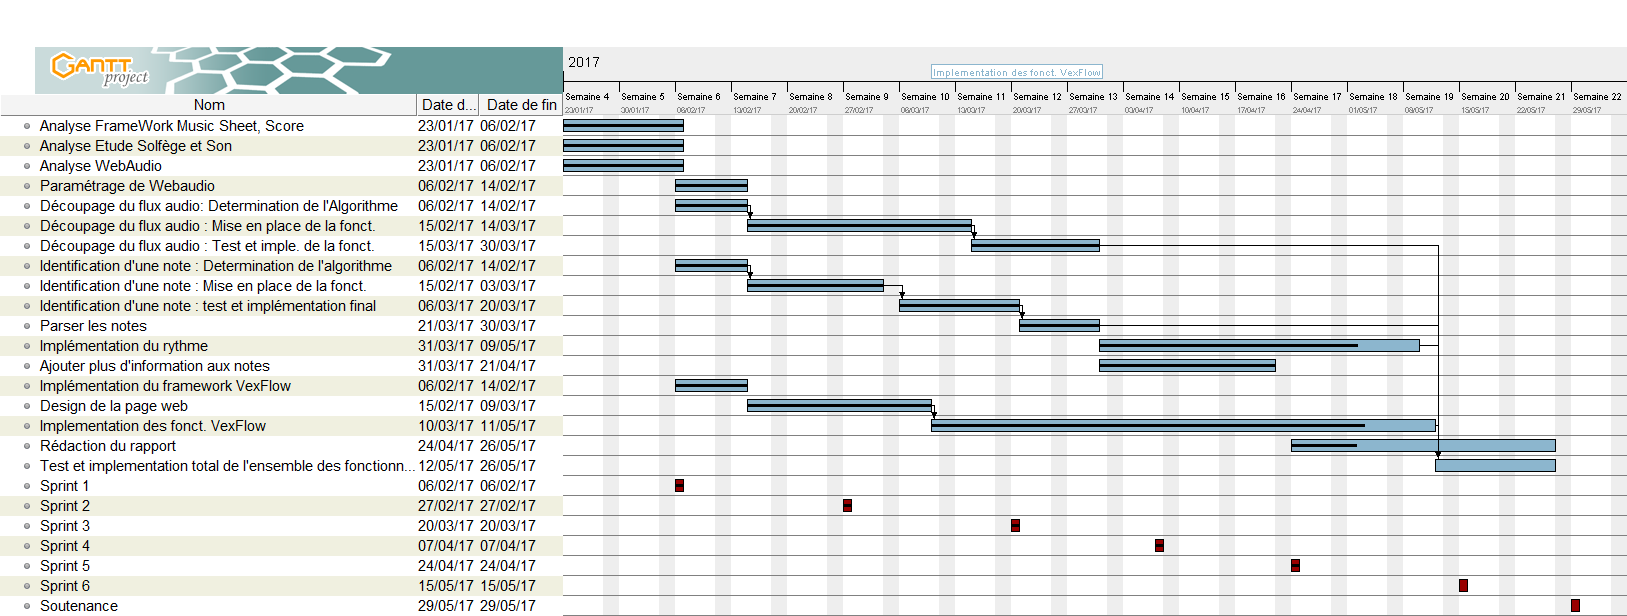 2017
GANTT
project
Implementation des fonct. VexFlow
Nom Date d... Date de fin
Semaine 4 Semaine 5 Semaine 6 Semaine 7 Semaine 8 Semaine 9 Semaine 10 Semaine 11 Semaine 12 Semaine 13 Semaine 14 Semaine 15 Semaine 16 Semaine 17 Semaine 18 Semaine 19 Semaine 20 Semaine 21 Semaine 22
23/01/17 30/01/17 06/02/17 13/02/17 20/02/17 27/02/17 06/03/17 13/03/17 20/03/17 27/03/17 03/04/17 10/04/17 17/04/17 24/04/17 01/05/17 08/05/17 15/05/17 22/05/17 29/05/17
Analyse FrameWork Music Sheet, Score 23/01/17 06/02/17
Analyse Etude Solfège et Son 23/01/17 06/02/17
Analyse WebAudio 23/01/17 06/02/17
Paramétrage de Webaudio 06/02/17 14/02/17
Découpage du flux audio: Determination de l'Algorithme 06/02/17 14/02/17
Découpage du flux audio : Mise en place de la fonct. 15/02/17 14/03/17
Découpage du flux audio : Test et imple. de la fonct. 15/03/17 30/03/17
Identification d'une note : Determination de l'algorithme 06/02/17 14/02/17
Identification d'une note : Mise en place de la fonct. 15/02/17 03/03/17
Identification d'une note : test et implémentation final 06/03/17 20/03/17
Parser les notes 21/03/17 30/03/17
Implémentation du rythme 31/03/17 09/05/17
Ajouter plus d'information aux notes 31/03/17 21/04/17
Implémentation du framework VexFlow 06/02/17 14/02/17
Design de la page web 15/02/17 09/03/17
Implementation des fonct. VexFlow 10/03/17 11/05/17
Rédaction du rapport 24/04/17 26/05/17
Test et implementation total de l'ensemble des fonctionn... 12/05/17 26/05/17
Sprint 1 06/02/17 06/02/17
Sprint 2 27/02/17 27/02/17
Sprint 3 20/03/17 20/03/17
Sprint 4 07/04/17 07/04/17
Sprint 5 24/04/17 24/04/17
Sprint 6 15/05/17 15/05/17
Soutenance 29/05/17 29/05/17